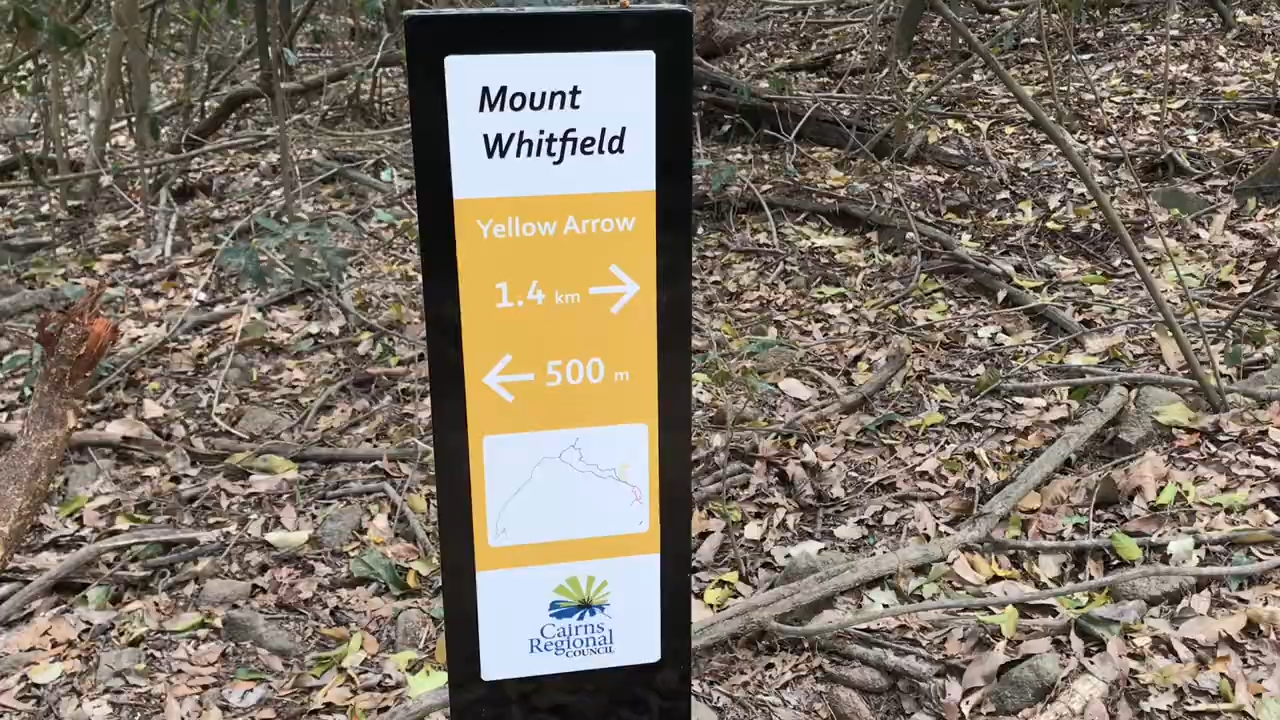 Mount
Whitfield
Yellow Arrow
1.4 km →
← 500 m
Cairns
Regional
COUNCIL